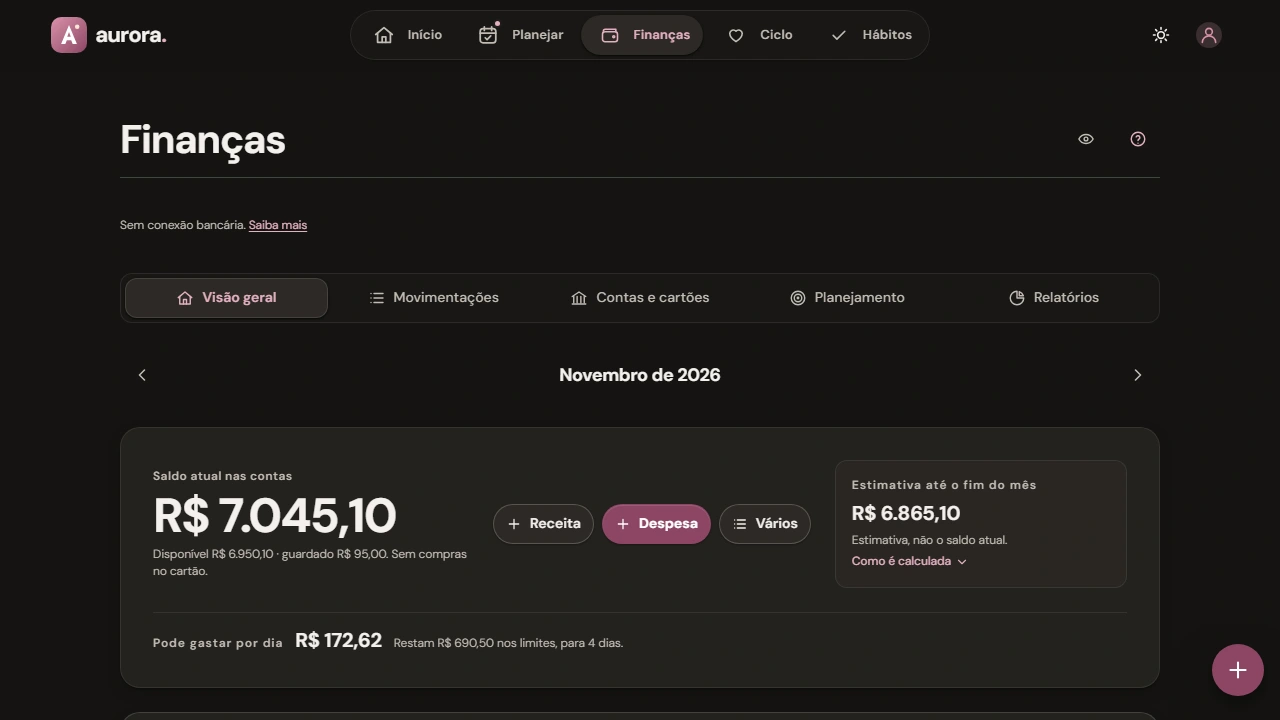 aurora.
Início
Planejar
Finanças
Ciclo
Hábitos
Finanças
Sem conexão bancária. Saiba mais
Visão geral
Movimentações
Contas e cartões
Planejamento
Relatórios
Novembro de 2026
Saldo atual nas contas
R$ 7.045,10
Disponível R$ 6.950,10 · guardado R$ 95,00. Sem compras
no cartão.
Receita
Despesa
Vários
Estimativa até o fim do mês
R$ 6.865,10
Estimativa, não o saldo atual.
Como é calculada
Pode gastar por dia R$ 172,62 Restam R$ 690,50 nos limites, para 4 dias.